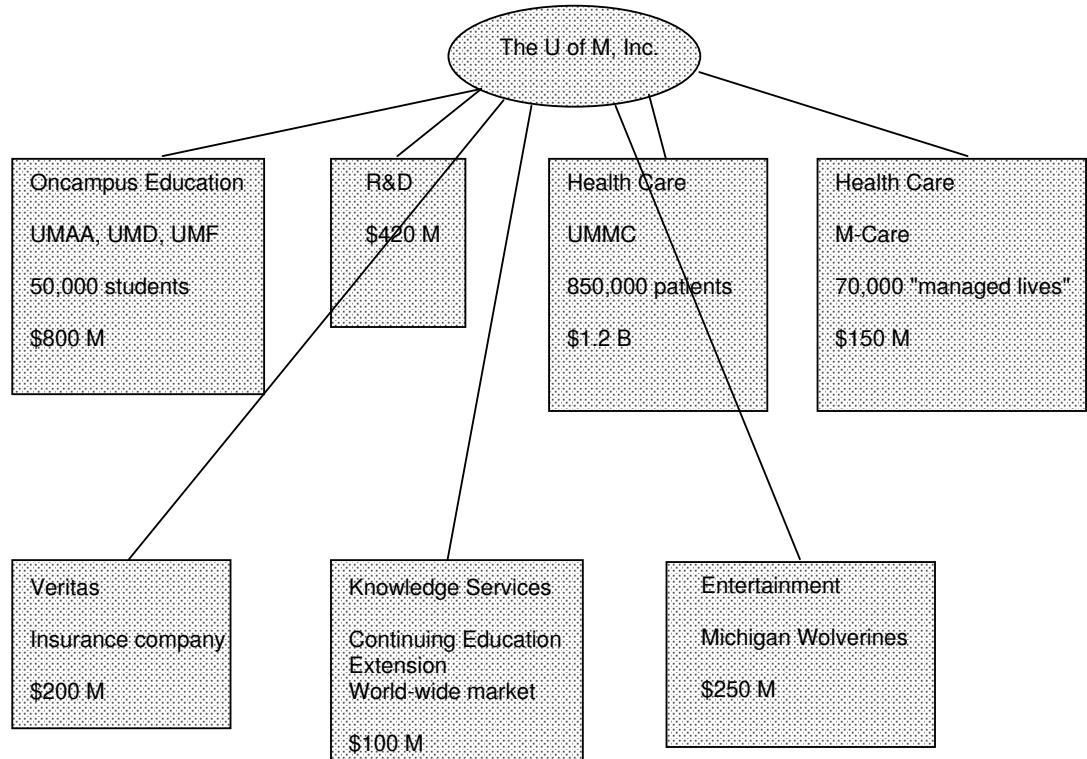 The U of M, Inc.
Oncampus Education
UMAA, UMD, UMF
50,000 students
$800 M
R&D
$420 M
Health Care
UMMC
850,000 patients
$1.2 B
Health Care
M-Care
70,000 "managed lives"
$150 M
Veritas
Insurance company
$200 M
Knowledge Services
Continuing Education
Extension
World-wide market
$100 M
Entertainment
Michigan Wolverines
$250 M